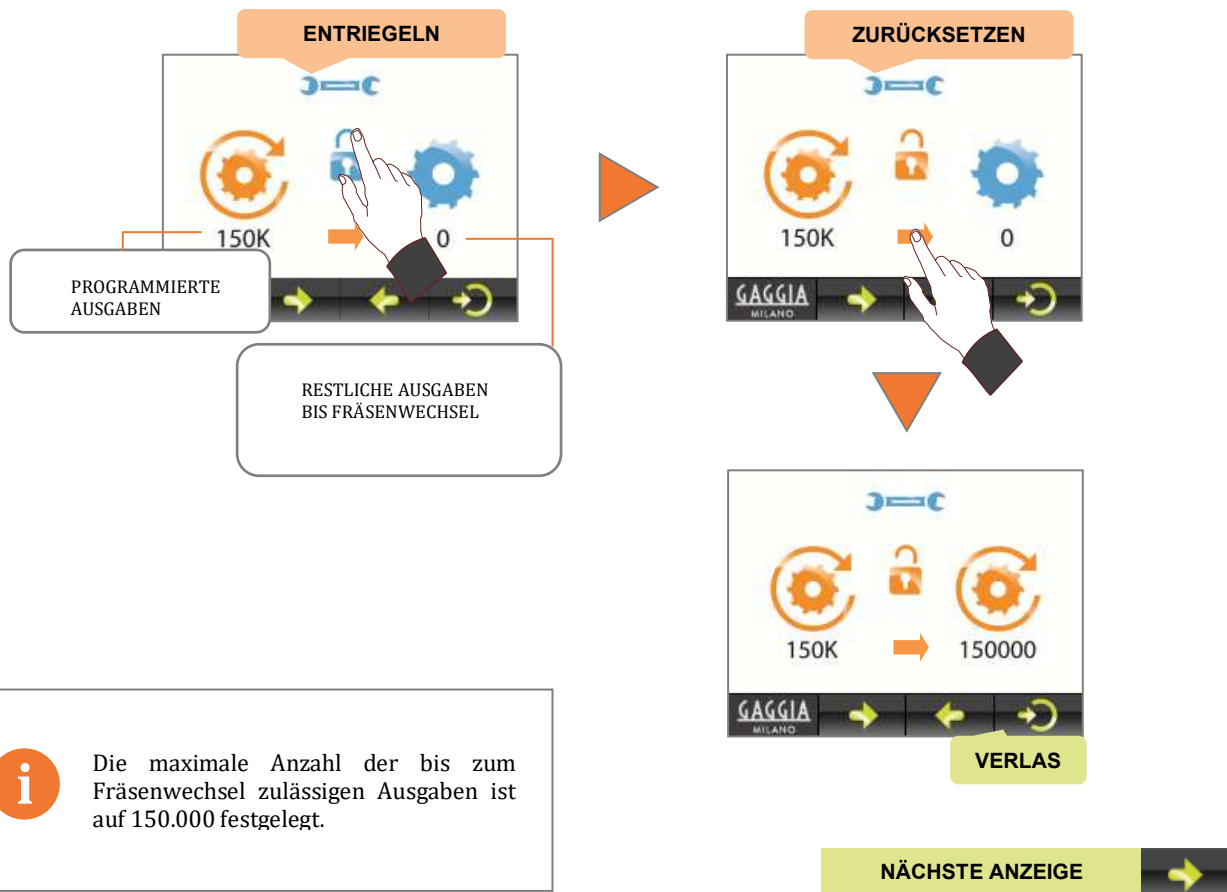 ENTRIEGELN
150K
0
PROGRAMMIERTE
AUSGABEN
RESTLICHE AUSGABEN
BIS FRÄSENWECHSEL
ZURÜCKSETZEN
150K
0
GAGGIA
MILANO
150K
150000
GAGGIA
MILANO
VERLAS
i
Die maximale Anzahl der bis zum
Fräsenwechsel zulässigen Ausgaben ist
auf 150.000 festgelegt.
NÄCHSTE ANZEIGE